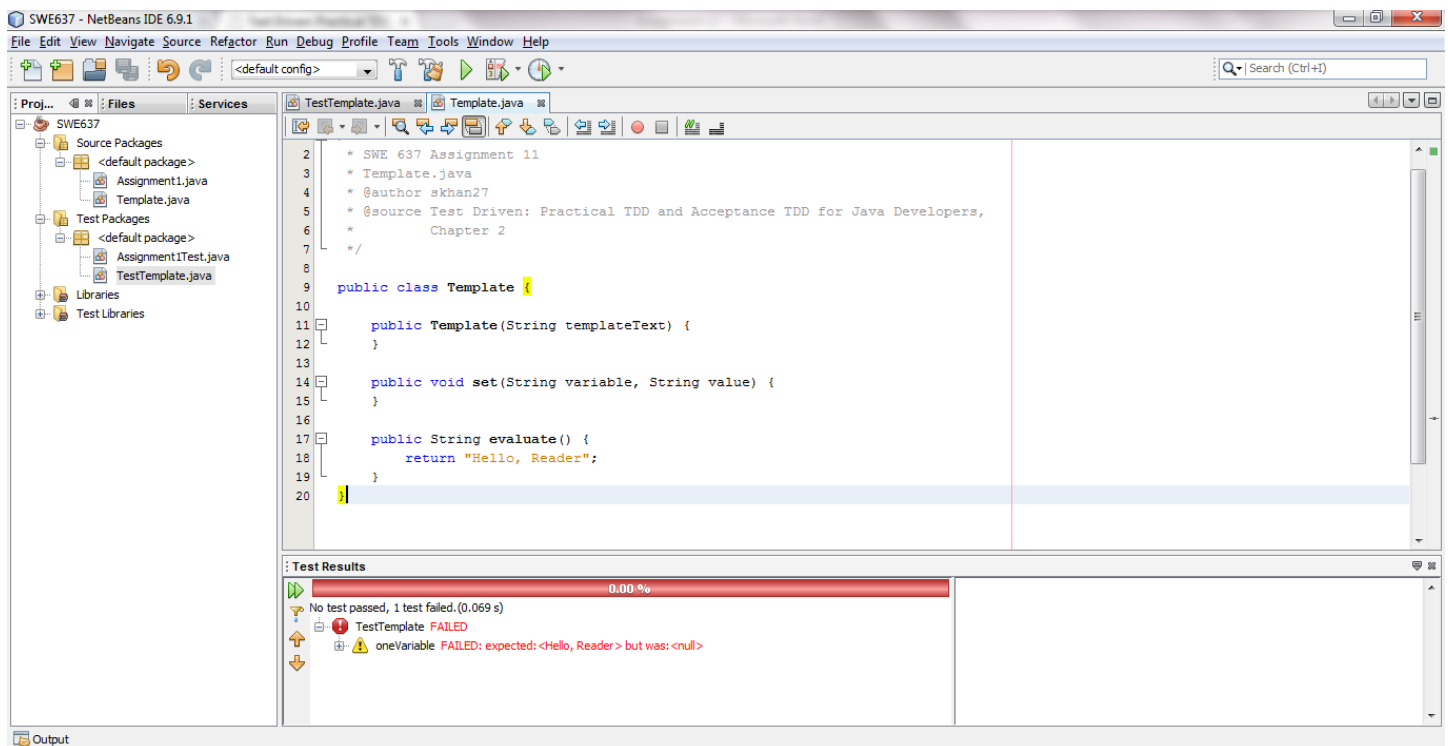 SWE637 - NetBeans IDE 6.9.1
File Edit View Navigate Source Refactor Run Debug Profile Team Tools Window Help
<default config>
Search (Ctrl+I)
Proj... Files Services
TestTemplate.java Template.java
SWE637
Source Packages
<default package>
Assignment1.java
Template.java
Test Packages
<default package>
Assignment1Test.java
TestTemplate.java
Libraries
Test Libraries
2 * SWE 637 Assignment 11
3 * Template.java
4 * @author skhan27
5 * @source Test Driven: Practical TDD and Acceptance TDD for Java Developers,
6 * Chapter 2
7 */
8
9 public class Template {
10
11 public Template(String templateText) {
12 }
13
14 public void set(String variable, String value) {
15 }
16
17 public String evaluate() {
18 return "Hello, Reader";
19 }
20 }
Test Results
0.00 %
No test passed, 1 test failed.(0.069 s)
TestTemplate FAILED
oneVariable FAILED: expected:<Hello, Reader> but was:<null>
Output